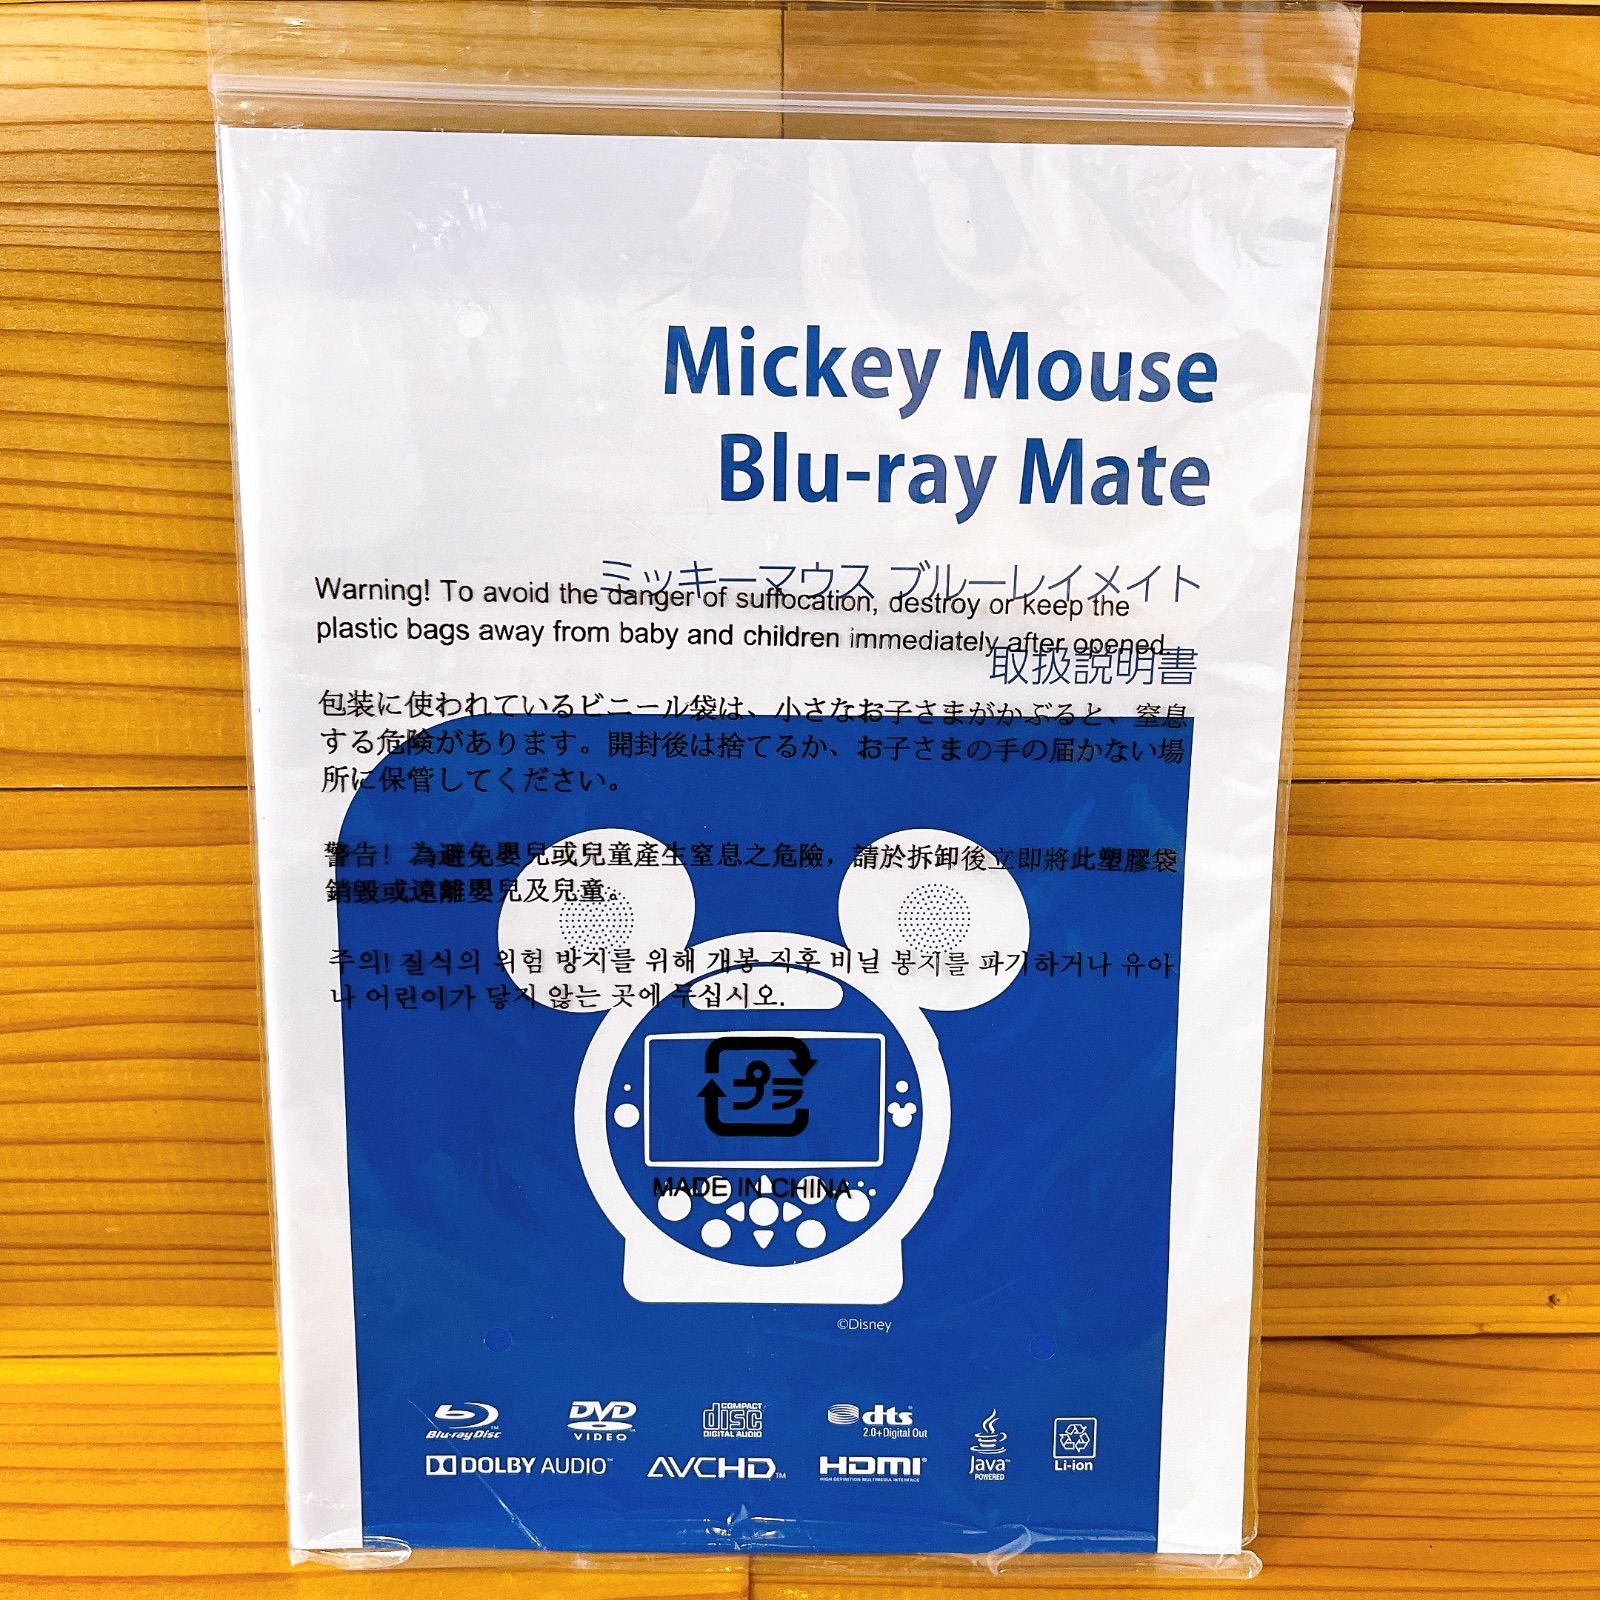 Mickey Mouse
Blu-ray Mate
ミッキーマウス ブルーレイメイト
取扱説明書
Warning! To avoid the danger of suffocation, destroy or keep the
plastic bags away from baby and children immediately after opened.
包装に使われているビニール袋は、小さなお子さまがかぶると、窒息
する危険があります。開封後は捨てるか、お子さまの手の届かない場
所に保管してください。
警告！為避免嬰兒或兒童產生窒息之危險，請於拆卸後立即將此塑膠袋
銷毀或遠離嬰兒及兒童。
주의! 질식의 위험 방지를 위해 개봉 직후 비닐 봉지를 파기하거나 유아
나 어린이가 닿지 않는 곳에 두십시오.
プラ
MADE IN CHINA
©Disney
Blu-ray Disc™
DVD VIDEO™
COMPACT disc DIGITAL AUDIO
dts® 2.0+Digital Out
DOLBY AUDIO™
AVCHD™
HDMI® HIGH-DEFINITION MULTIMEDIA INTERFACE
Java™ POWERED
Li-ion